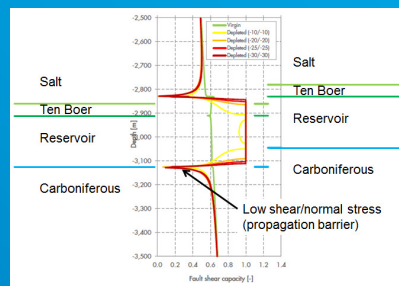 -2,500
Virgin
Depleted (-10/-10)
Depleted (-20/-20)
Depleted (-25/-25)
Depleted (-30/-30)
-2,600
-2,700
-2,800
-2,900
-3,000
-3,100
-3,200
-3,300
-3,400
-3,500
Depth [m]
Salt
Ten Boer
Reservoir
Carboniferous
Salt
Ten Boer
Reservoir
Carboniferous
Low shear/normal stress
(propagation barrier)
0.0 0.2 0.4 0.6 0.8 1.0 1.2 1.4
Fault shear capacity [-]